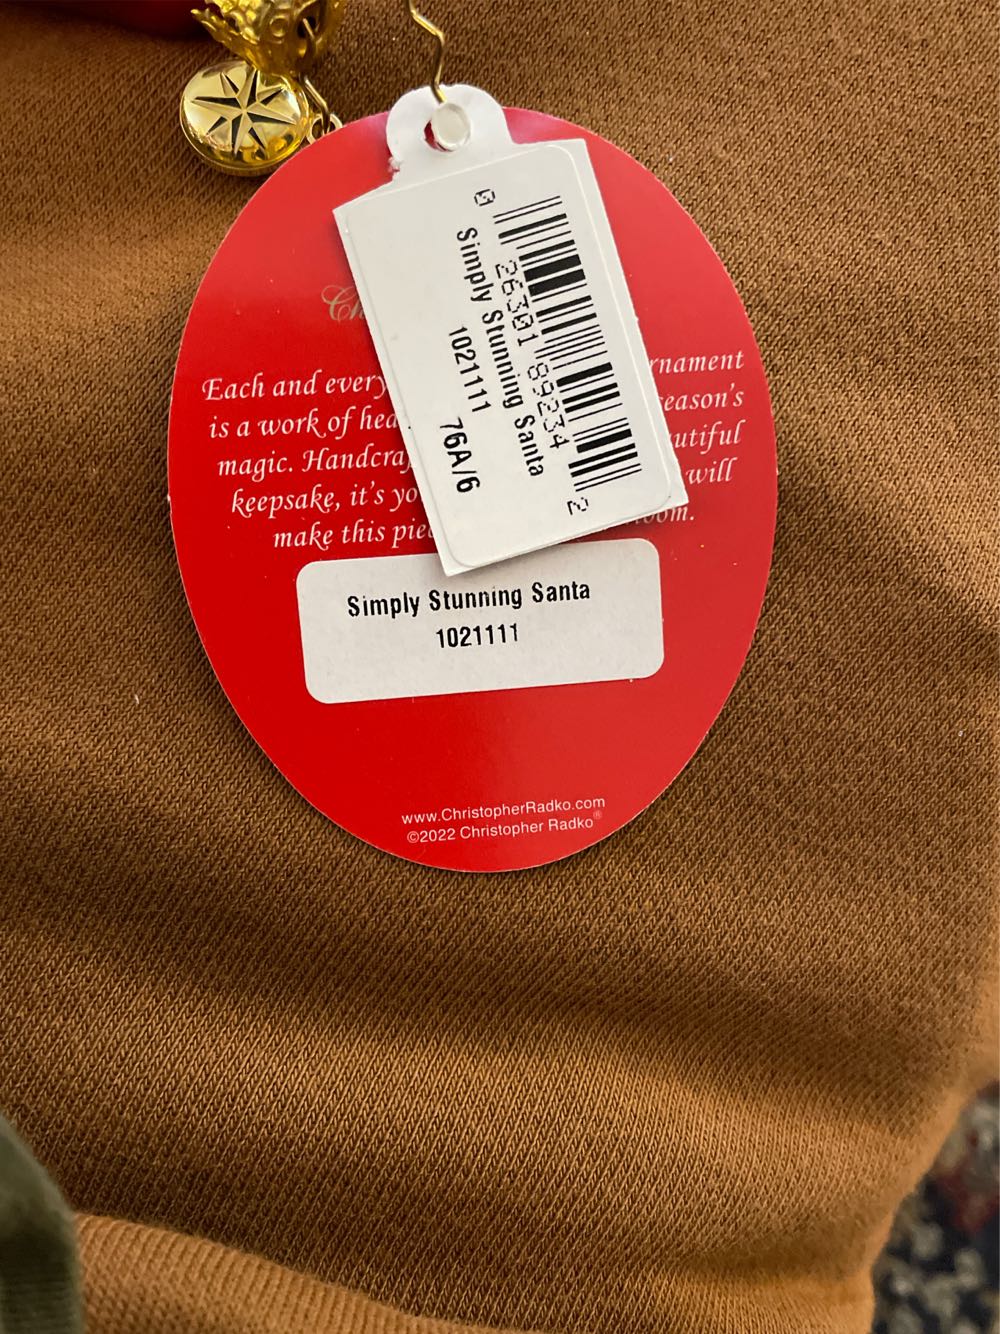 0 26301 89234 2
Simply Stunning Santa
1021111
76A/6
Each and every rnament
is a work of hea eason's
magic. Handcra utiful
keepsake, it's yo will
make this pie oom.
Simply Stunning Santa
1021111
www.ChristopherRadko.com
©2022 Christopher Radko®